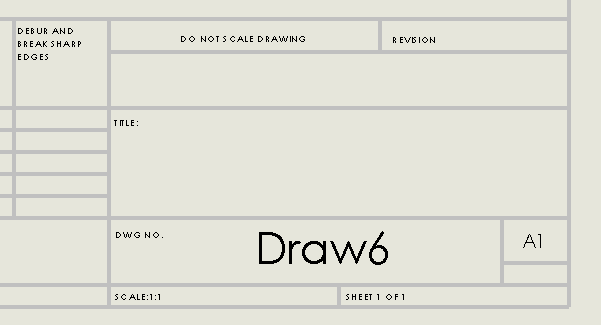 DEBUR AND
BREAK SHARP
EDGES
DO NOT SCALE DRAWING
REVISION
TITLE:
DWG NO.
Draw6
A1
SCALE:1:1
SHEET 1 OF 1